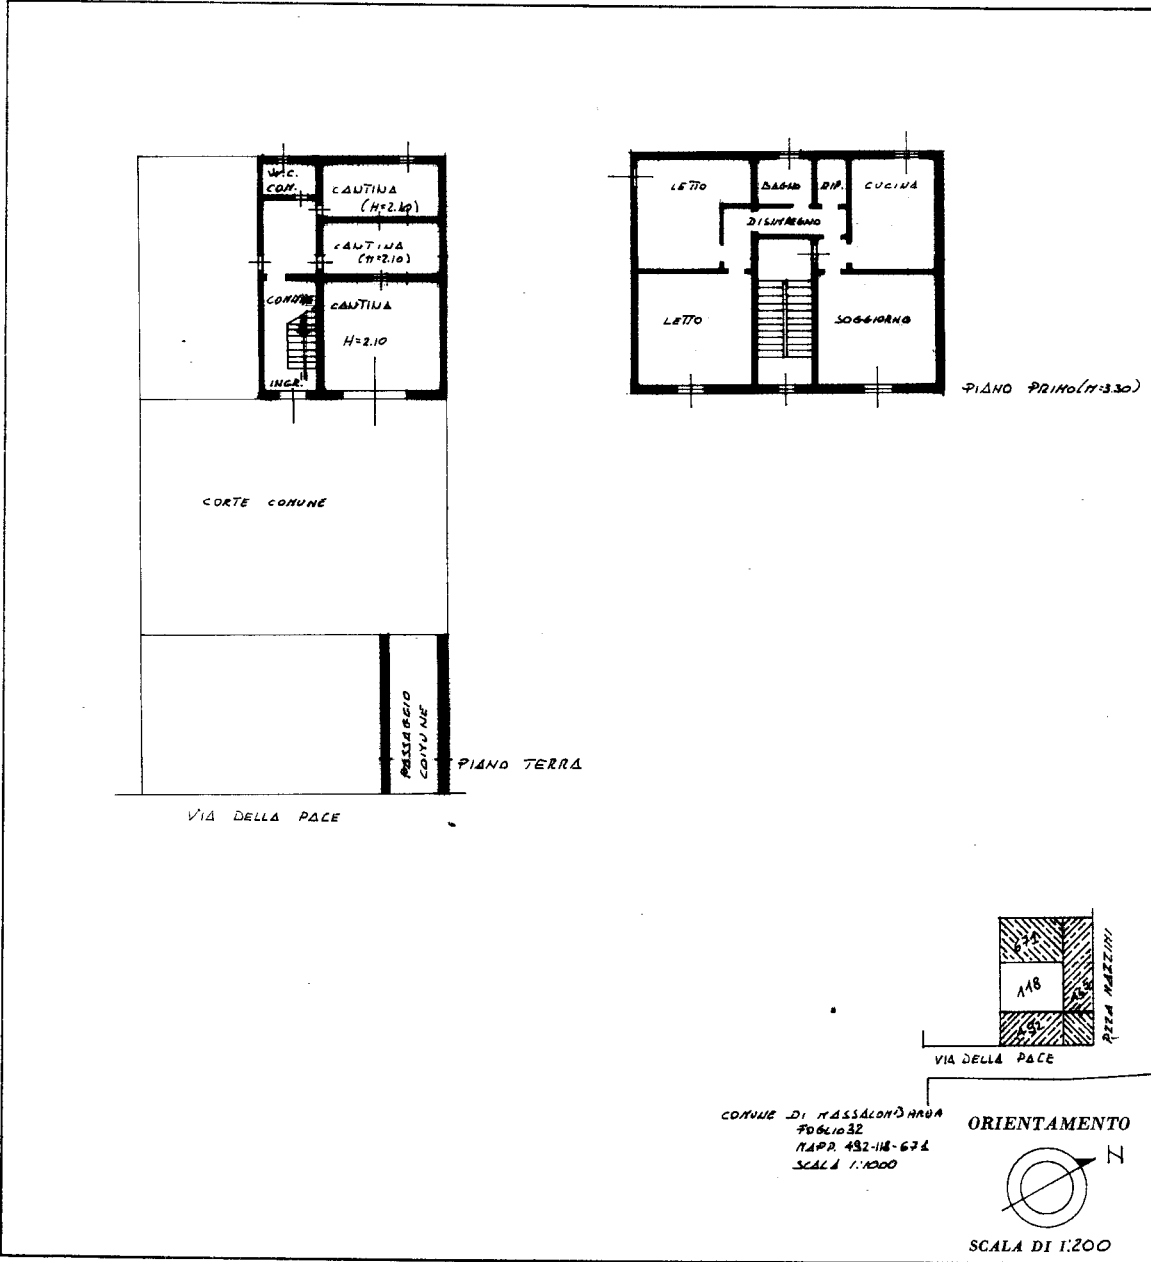 W.C.
COM.
CANTINA
(H=2.10)
CANTINA
(H=2.10)
COMUNE
CANTINA
H=2.10
INGR.
LETTO
BAGNO
DIP.
CUCINA
DISIMPEGNO
LETTO
SOGGIORNO
PIANO PRIMO (H=3.30)
CORTE COMUNE
PASSAGGIO
COMUNE
PIANO TERRA
VIA DELLA PACE
671
118
492
P.ZZA MAZZINI
VIA DELLA PACE
COMUNE DI MASSALOMBARDA
FOGLIO 32
MAPP. 492-118-671
SCALA 1:1000
ORIENTAMENTO
N
SCALA DI 1:200